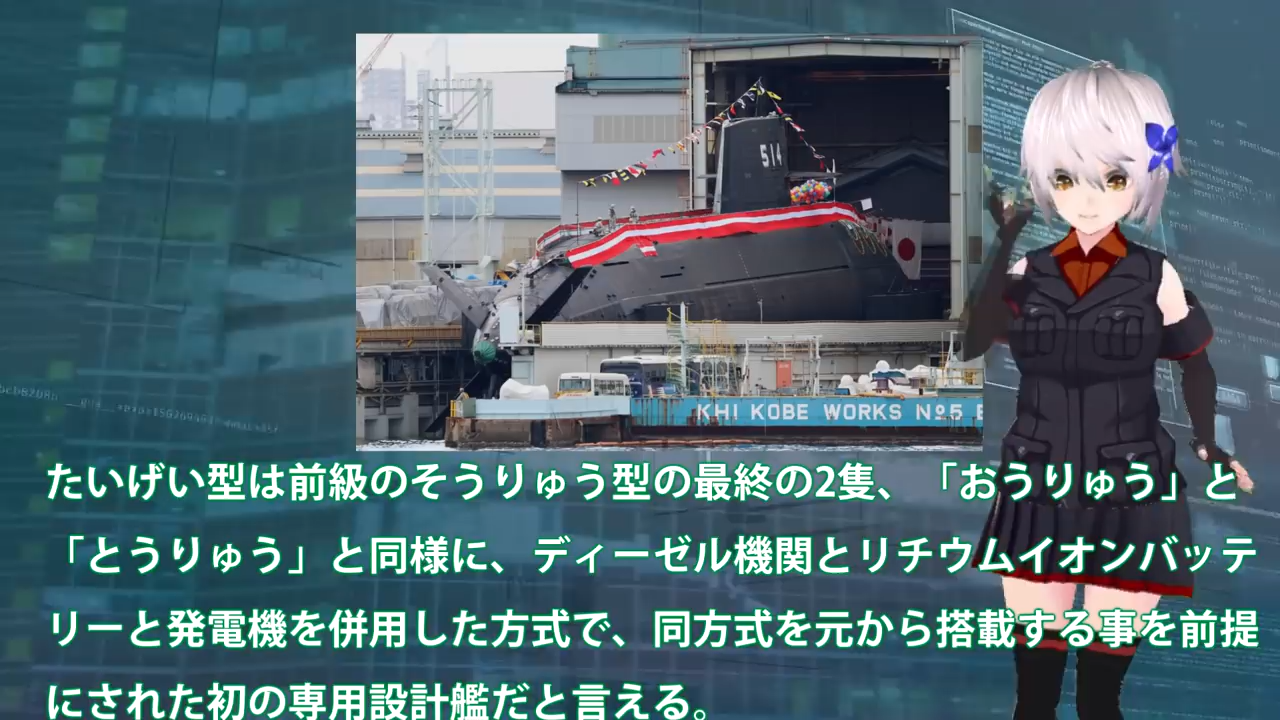 514
KHI KOBE WORKS №5
たいげい型は前級のそうりゅう型の最終の2隻、「おうりゅう」と
「とうりゅう」と同様に、ディーゼル機関とリチウムイオンバッテ
リーと発電機を併用した方式で、同方式を元から搭載する事を前提
にされた初の専用設計艦だと言える。